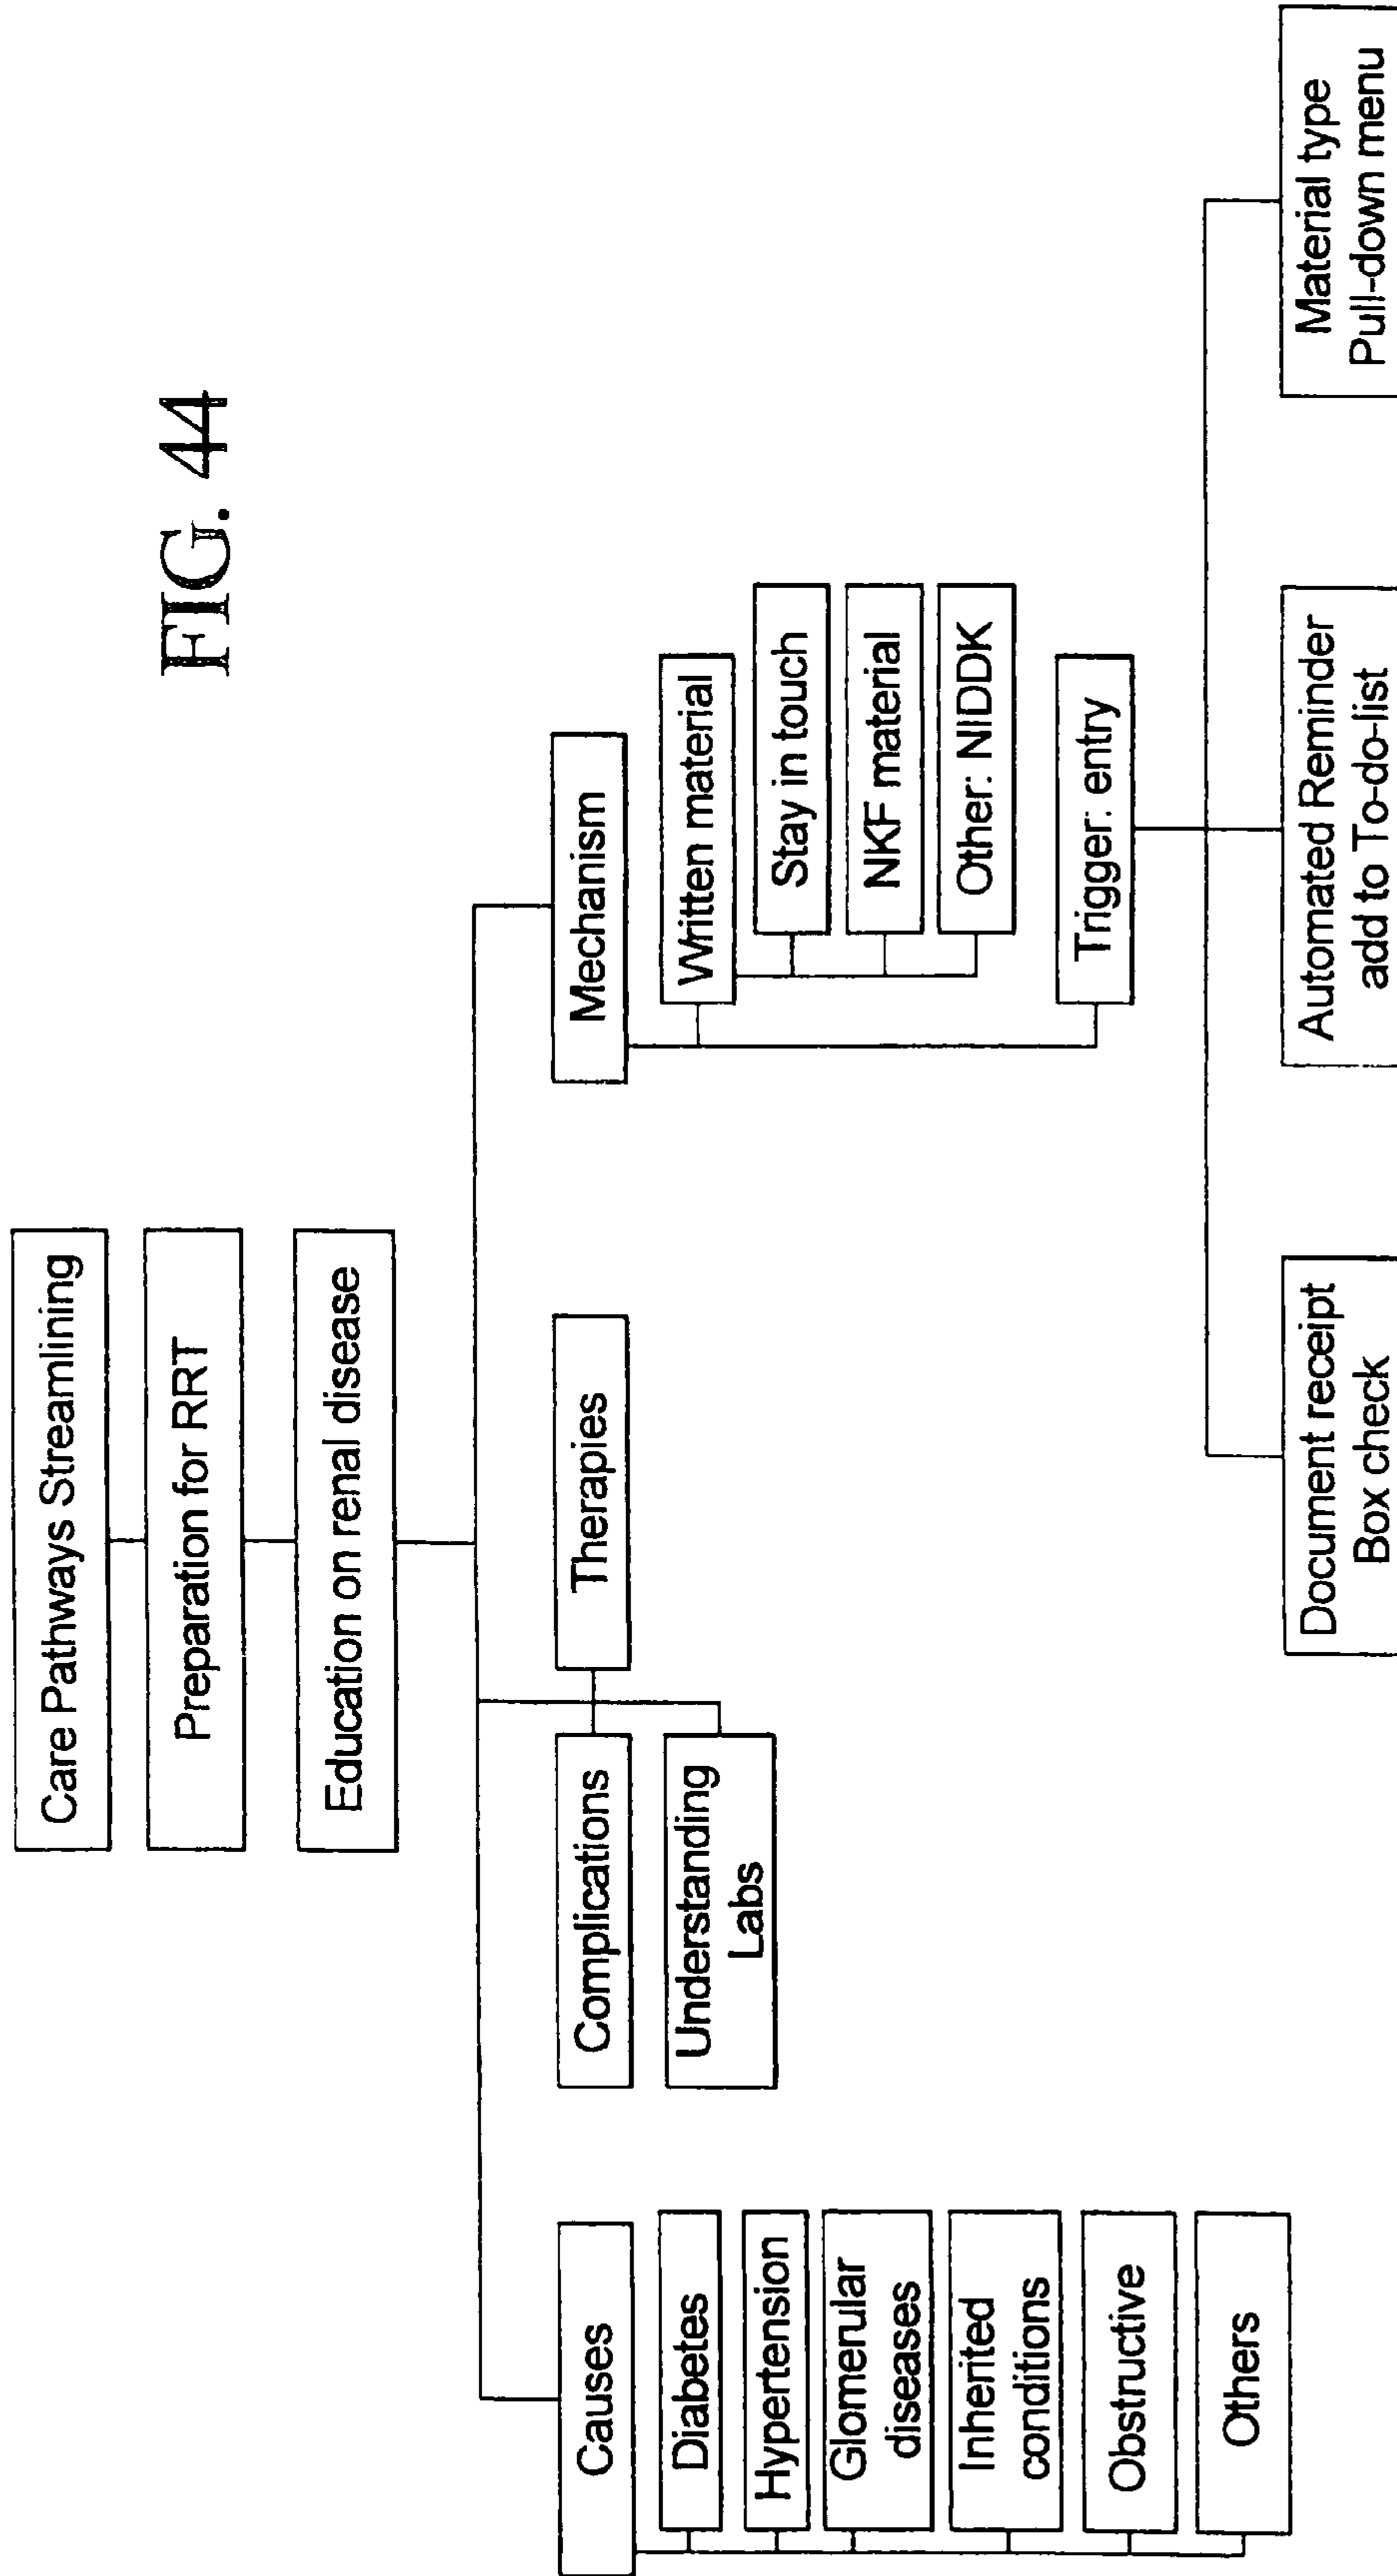 FIG. 44
Care Pathways Streamlining
Preparation for RRT
Education on renal disease
Causes
Diabetes
Hypertension
Glomerular
diseases
Inherited
conditions
Obstructive
Others
Complications
Therapies
Understanding
Labs
Mechanism
Written material
Stay in touch
NKF material
Other: NIDDK
Trigger: entry
Document receipt
Box check
Automated Reminder
add to To-do-list
Material type
Pull-down menu